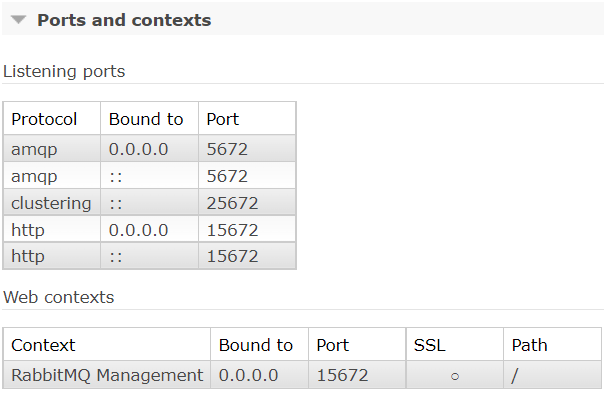 Ports and contexts
Listening ports
Protocol Bound to Port
amqp 0.0.0.0 5672
amqp :: 5672
clustering :: 25672
http 0.0.0.0 15672
http :: 15672
Web contexts
Context Bound to Port SSL Path
RabbitMQ Management 0.0.0.0 15672 ○ /